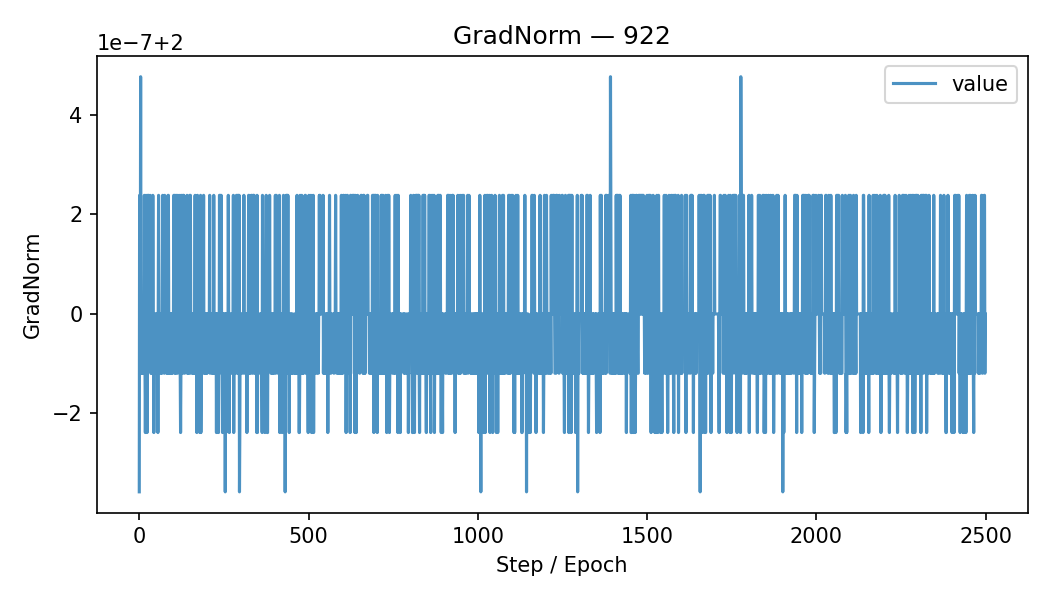 GradNorm — 922
1e−7+2
value
4
2
0
−2
GradNorm
0
500
1000
1500
2000
2500
Step / Epoch